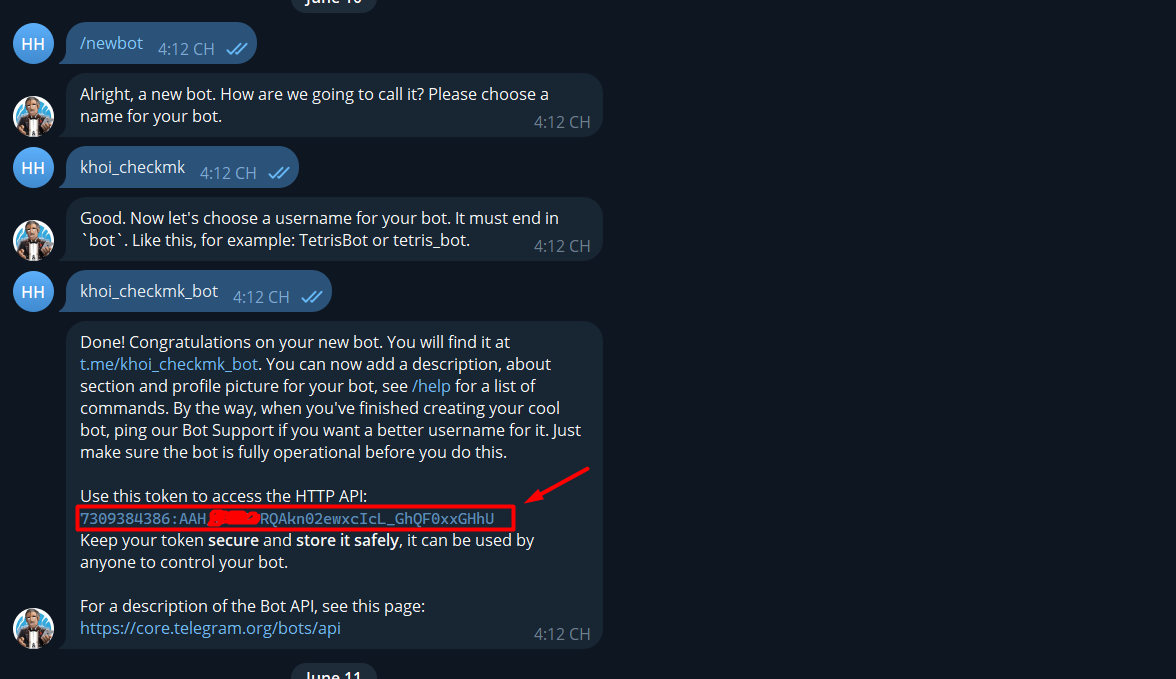 June 10
HH
/newbot 4:12 CH
Alright, a new bot. How are we going to call it? Please choose a
name for your bot.
4:12 CH
HH
khoi_checkmk 4:12 CH
Good. Now let's choose a username for your bot. It must end in
`bot`. Like this, for example: TetrisBot or tetris_bot.
4:12 CH
HH
khoi_checkmk_bot 4:12 CH
Done! Congratulations on your new bot. You will find it at
t.me/khoi_checkmk_bot. You can now add a description, about
section and profile picture for your bot, see /help for a list of
commands. By the way, when you've finished creating your cool
bot, ping our Bot Support if you want a better username for it. Just
make sure the bot is fully operational before you do this.
Use this token to access the HTTP API:
7309384386:AAH RQAkn02ewxcIcL_GhQF0xxGHhU
Keep your token secure and store it safely, it can be used by
anyone to control your bot.
For a description of the Bot API, see this page:
https://core.telegram.org/bots/api
4:12 CH
June 11